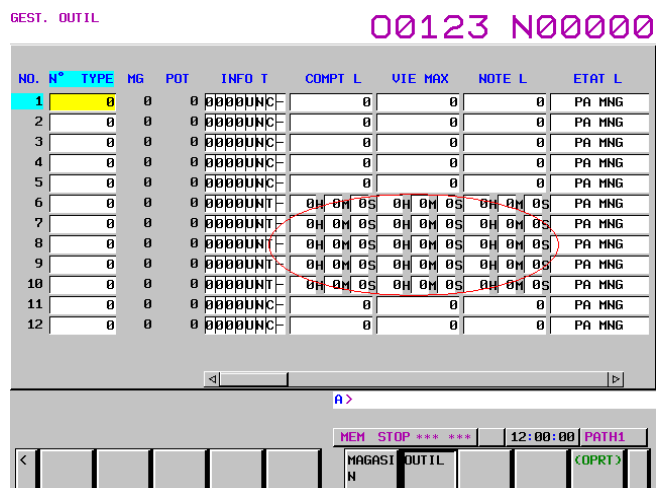 GEST. OUTIL
O0123 N00000
NO. N° TYPE MG POT INFO T COMPT L VIE MAX NOTE L ETAT L
1 0 0 0 0000UNC- 0 0 0 PA MNG
2 0 0 0 0000UNC- 0 0 0 PA MNG
3 0 0 0 0000UNC- 0 0 0 PA MNG
4 0 0 0 0000UNC- 0 0 0 PA MNG
5 0 0 0 0000UNC- 0 0 0 PA MNG
6 0 0 0 0000UNT- 0H 0M 0S 0H 0M 0S 0H 0M 0S PA MNG
7 0 0 0 0000UNT- 0H 0M 0S 0H 0M 0S 0H 0M 0S PA MNG
8 0 0 0 0000UNT- 0H 0M 0S 0H 0M 0S 0H 0M 0S PA MNG
9 0 0 0 0000UNT- 0H 0M 0S 0H 0M 0S 0H 0M 0S PA MNG
10 0 0 0 0000UNT- 0H 0M 0S 0H 0M 0S 0H 0M 0S PA MNG
11 0 0 0 0000UNC- 0 0 0 PA MNG
12 0 0 0 0000UNC- 0 0 0 PA MNG
A>
MEM STOP *** *** 12:00:00 PATH1
< MAGASI OUTIL (OPRT)
N